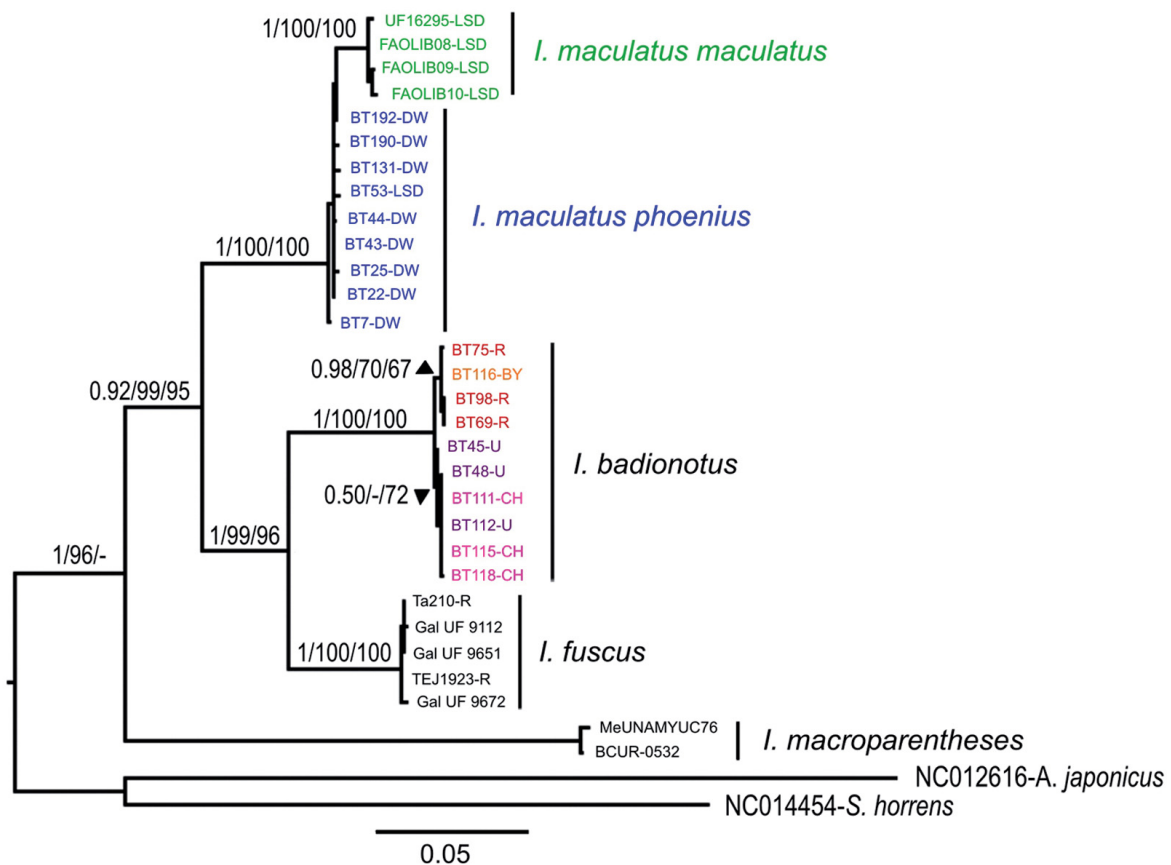 1/100/100
UF16295-LSD
FAOLIB08-LSD
FAOLIB09-LSD
FAOLIB10-LSD
I. maculatus maculatus
BT192-DW
BT190-DW
BT131-DW
BT53-LSD
BT44-DW
BT43-DW
BT25-DW
BT22-DW
BT7-DW
I. maculatus phoenius
1/100/100
0.98/70/67
BT75-R
BT116-BY
BT98-R
BT69-R
BT45-U
BT48-U
BT111-CH
BT112-U
BT115-CH
BT118-CH
I. badionotus
0.92/99/95
1/100/100
0.50/-/72
1/99/96
1/96/-
Ta210-R
Gal UF 9112
Gal UF 9651
TEJ1923-R
Gal UF 9672
I. fuscus
1/100/100
MeUNAMYUC76
BCUR-0532
I. macroparentheses
NC012616-A. japonicus
NC014454-S. horrens
0.05